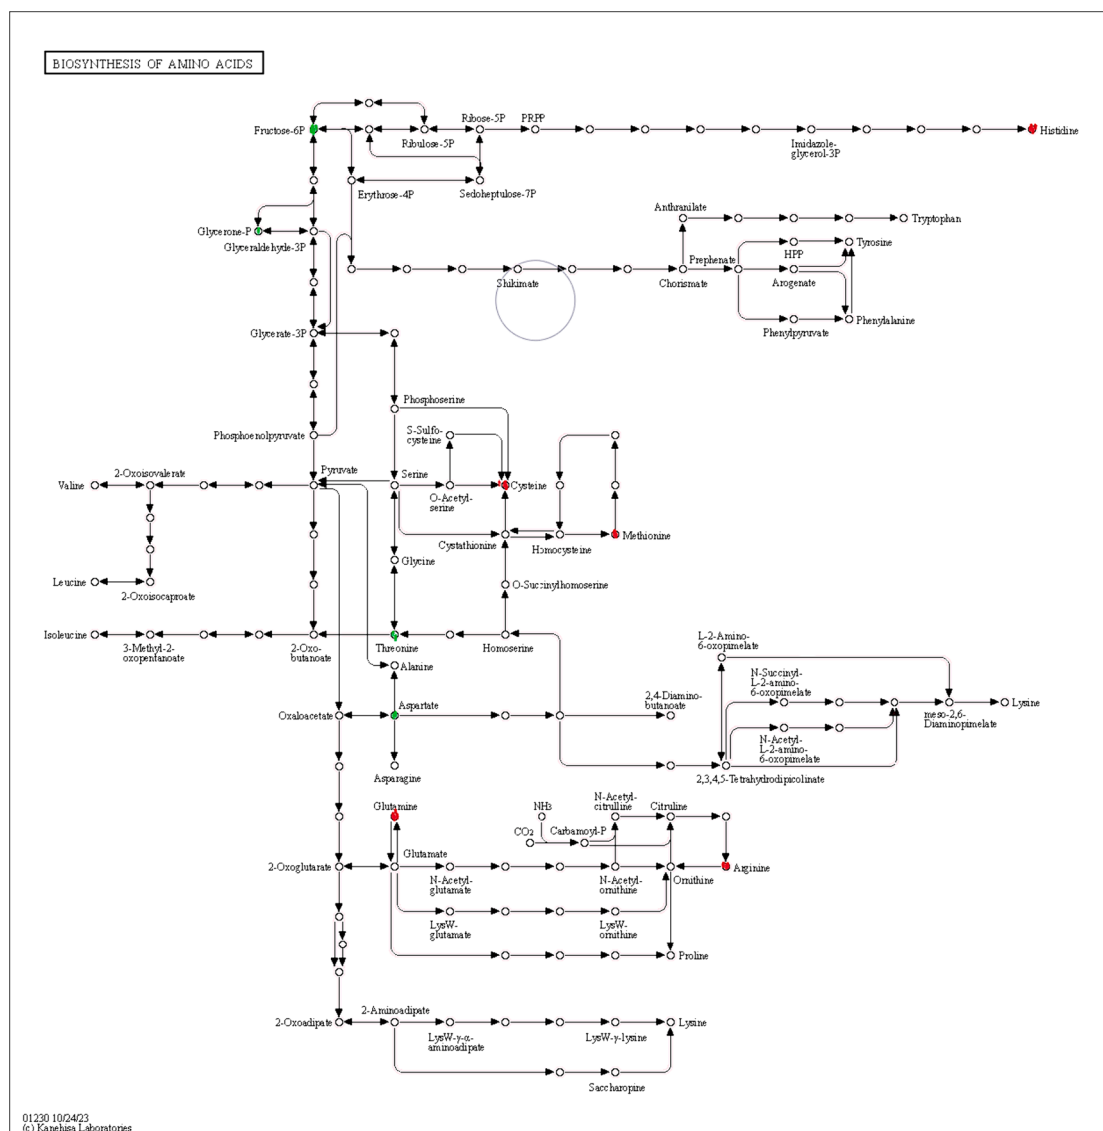 BIOSYNTHESIS OF AMINO ACIDS
Ribose-5P
PRPP
Fructose-6P
Ribulose-5P
Imidazole-
glycerol-3P
Histidine
Erythrose-4P
Sedoheptulose-7P
Anthranilate
Tryptophan
Glycerone-P
Glyceraldehyde-3P
HPP
Tyrosine
Prephenate
Shikimate
Chorismate
Arogenate
Phenylpyruvate
Phenylalanine
Glycerate-3P
Phosphoserine
Phosphoenolpyruvate
S-Sulfo-
cysteine
2-Oxoisovalerate
Pyruvate
Serine
Valine
O-Acetyl-
serine
Cysteine
Cystathionine
Homocysteine
Methionine
Glycine
Leucine
2-Oxoisocaproate
O-Succinylhomoserine
Isoleucine
3-Methyl-2-
oxopentanoate
2-Oxo-
butanoate
Threonine
Homoserine
Alanine
L-2-Amino-
6-oxopimelate
N-Succinyl-
L-2-amino-
6-oxopimelate
2,4-Diamino-
butanoate
Aspartate
Oxaloacetate
Lysine
meso-2,6-
Diaminopimelate
N-Acetyl-
L-2-amino-
6-oxopimelate
Asparagine
2,3,4,5-Tetrahydrodipicolinate
Glutamine
NH3
N-Acetyl-
citrulline
Citruline
CO2
Carbamoyl-P
Glutamate
2-Oxoglutarate
N-Acetyl-
glutamate
N-Acetyl-
ornithine
Ornithine
Arginine
LysW-
glutamate
LysW-
ornithine
Proline
2-Aminoadipate
2-Oxoadipate
LysW-γ-α-
aminoadipate
LysW-γ-lysine
Lysine
Saccharopine
01230 10/24/23
(c) Kanehisa Laboratories